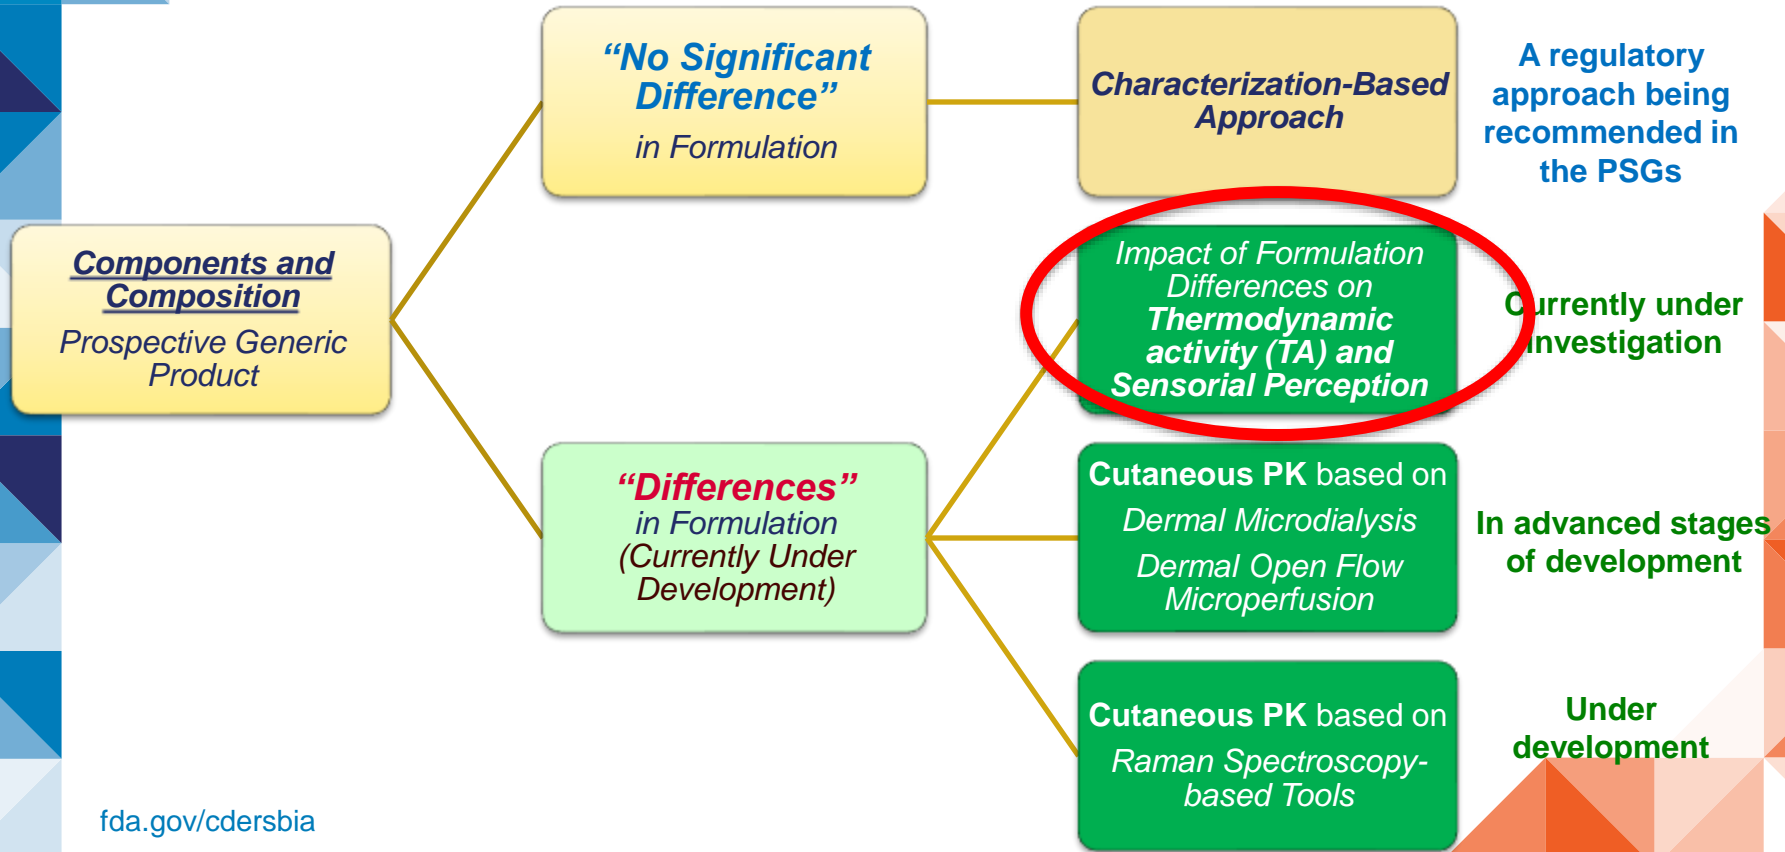 “No Significant
Difference”
in Formulation
Characterization-Based
Approach
A regulatory
approach being
recommended in
the PSGs
Components and
Composition
Prospective Generic
Product
Impact of Formulation
Differences on
Thermodynamic
activity (TA) and
Sensorial Perception
Currently under
investigation
“Differences”
in Formulation
(Currently Under
Development)
Cutaneous PK based on
Dermal Microdialysis
Dermal Open Flow
Microperfusion
In advanced stages
of development
Cutaneous PK based on
Raman Spectroscopy-
based Tools
Under
development
fda.gov/cdersbia